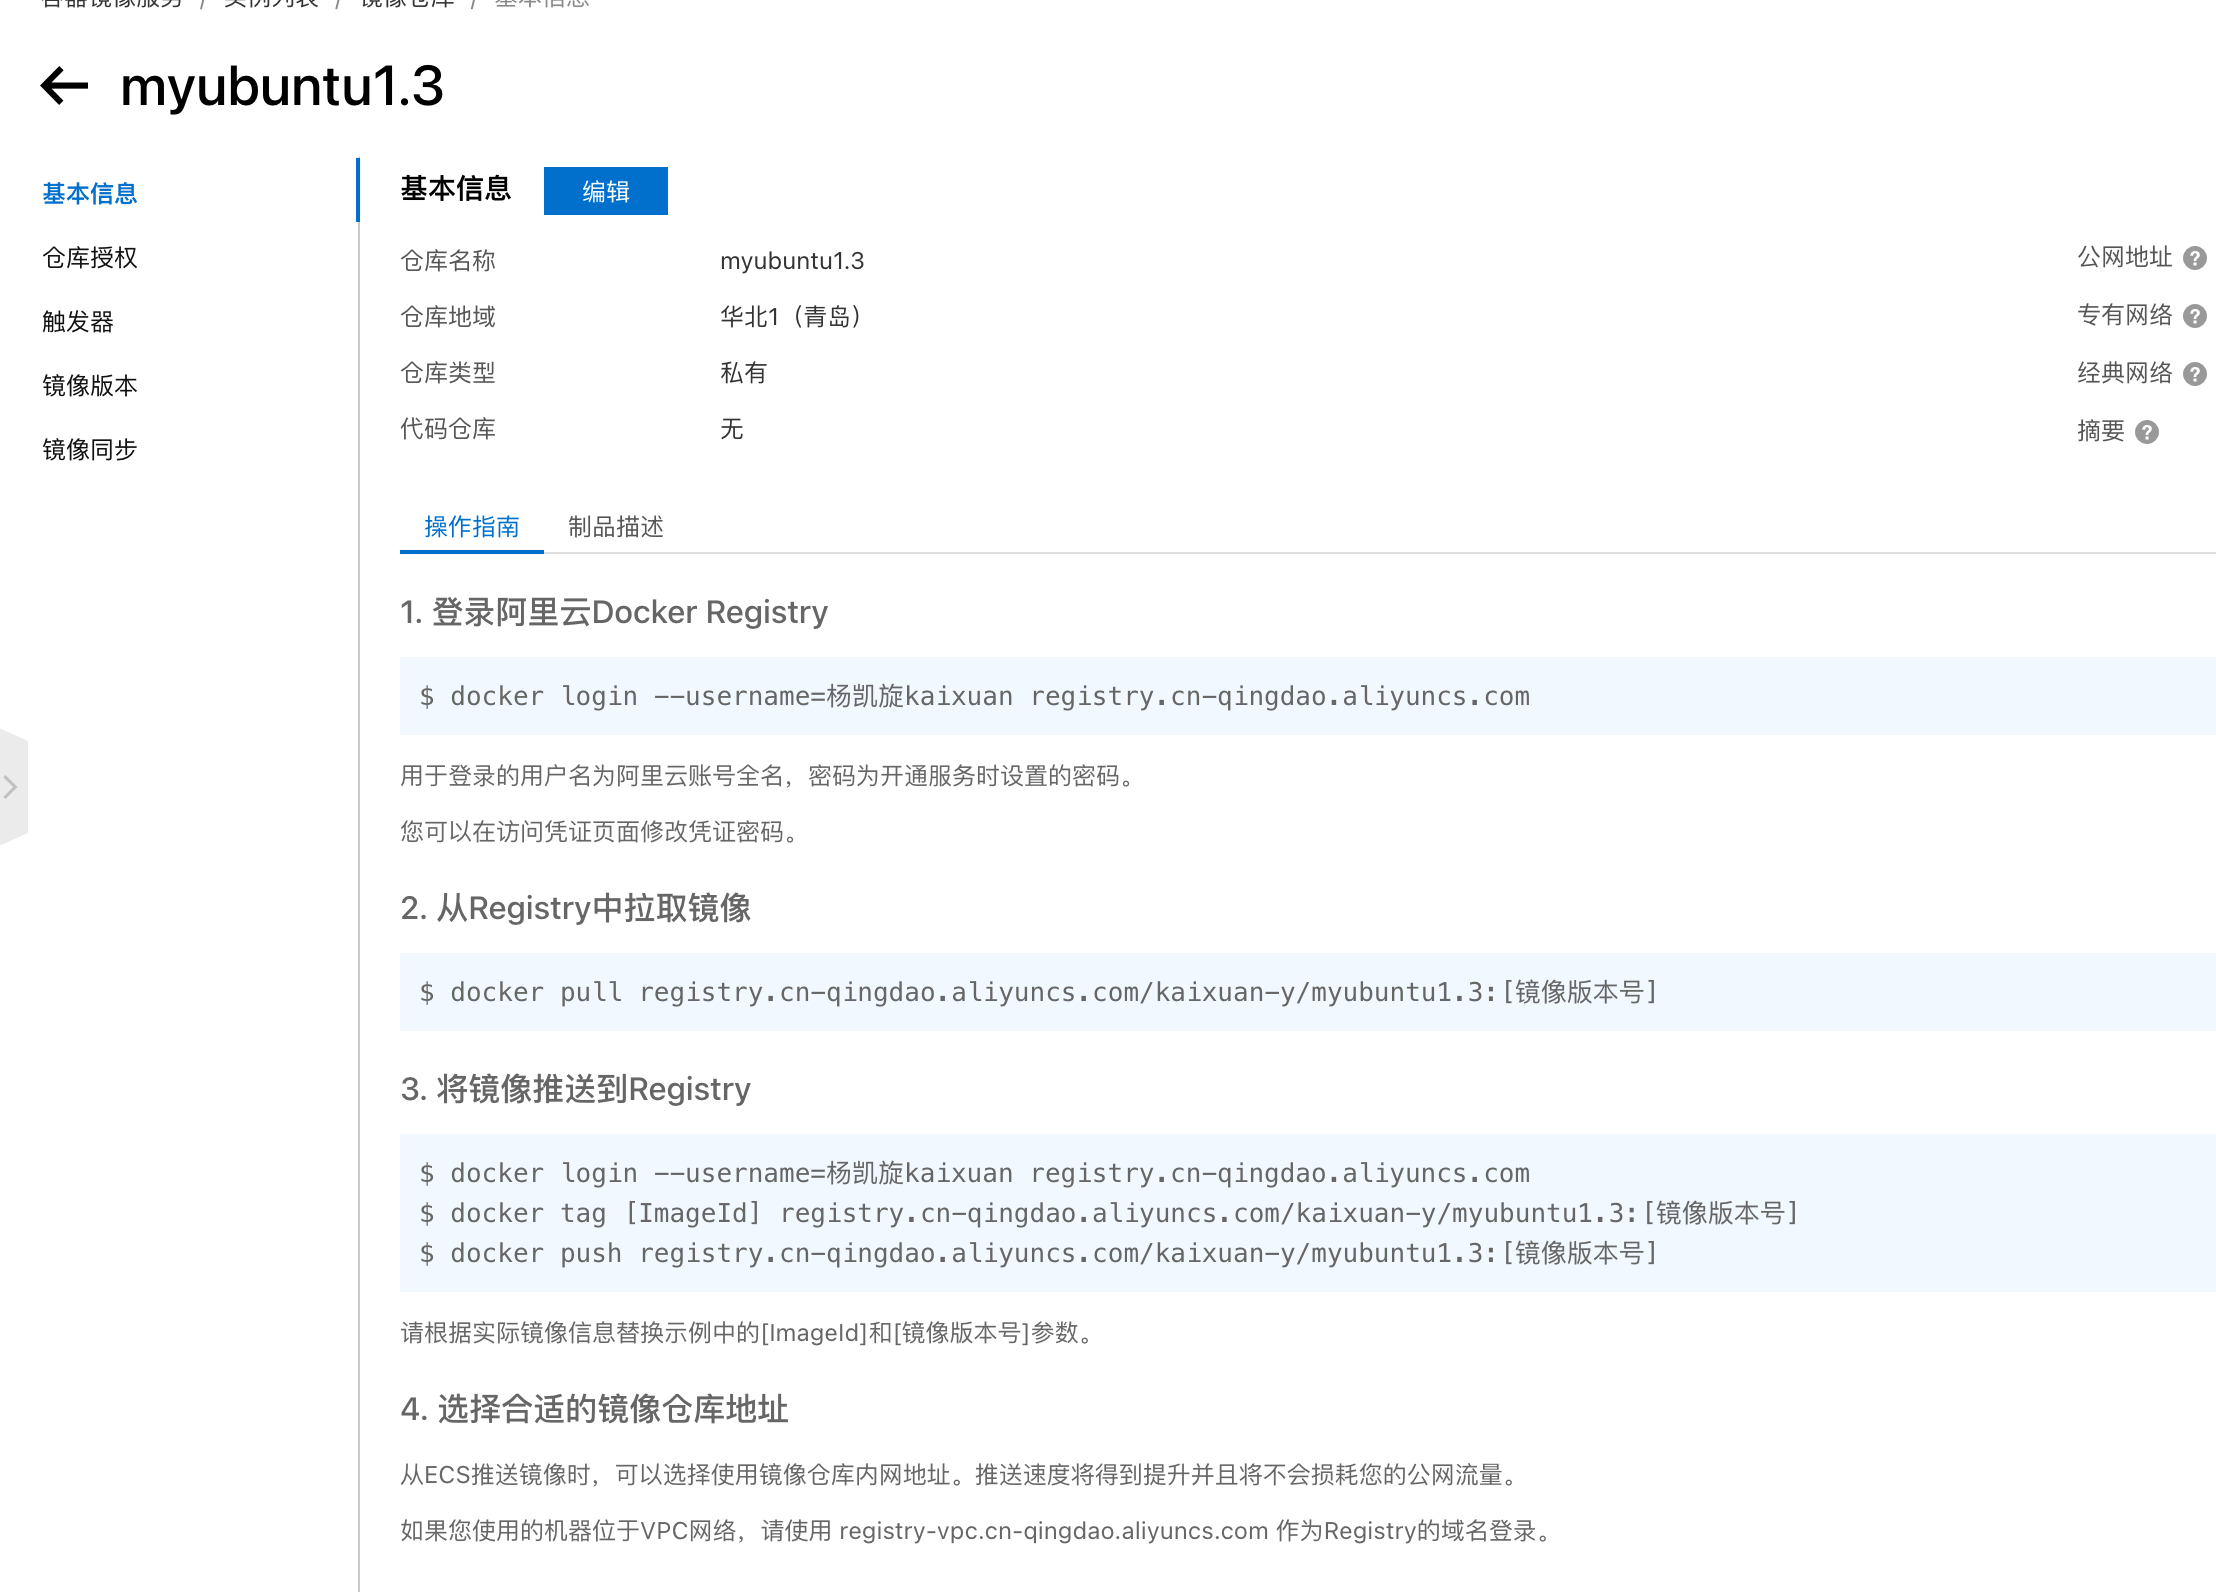 容器镜像服务 / 实例列表 / 镜像仓库 / 基本信息
myubuntu1.3
基本信息
仓库授权
触发器
镜像版本
镜像同步
基本信息 编辑
仓库名称 myubuntu1.3 公网地址
仓库地域 华北1（青岛） 专有网络
仓库类型 私有 经典网络
代码仓库 无 摘要
操作指南 制品描述
1. 登录阿里云Docker Registry
$ docker login --username=杨凯旋kaixuan registry.cn-qingdao.aliyuncs.com
用于登录的用户名为阿里云账号全名，密码为开通服务时设置的密码。
您可以在访问凭证页面修改凭证密码。
2. 从Registry中拉取镜像
$ docker pull registry.cn-qingdao.aliyuncs.com/kaixuan-y/myubuntu1.3:[镜像版本号]
3. 将镜像推送到Registry
$ docker login --username=杨凯旋kaixuan registry.cn-qingdao.aliyuncs.com
$ docker tag [ImageId] registry.cn-qingdao.aliyuncs.com/kaixuan-y/myubuntu1.3:[镜像版本号]
$ docker push registry.cn-qingdao.aliyuncs.com/kaixuan-y/myubuntu1.3:[镜像版本号]
请根据实际镜像信息替换示例中的[ImageId]和[镜像版本号]参数。
4. 选择合适的镜像仓库地址
从ECS推送镜像时，可以选择使用镜像仓库内网地址。推送速度将得到提升并且将不会损耗您的公网流量。
如果您使用的机器位于VPC网络，请使用 registry-vpc.cn-qingdao.aliyuncs.com 作为Registry的域名登录。